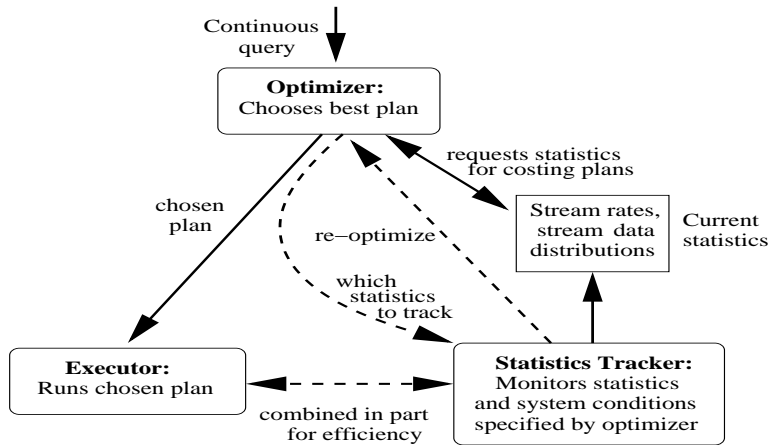 Continuous
query
Optimizer:
Chooses best plan
requests statistics
for costing plans
chosen
plan
Stream rates,
stream data
distributions
Current
statistics
re−optimize
which
statistics
to track
Executor:
Runs chosen plan
Statistics Tracker:
Monitors statistics
and system conditions
specified by optimizer
combined in part
for efficiency